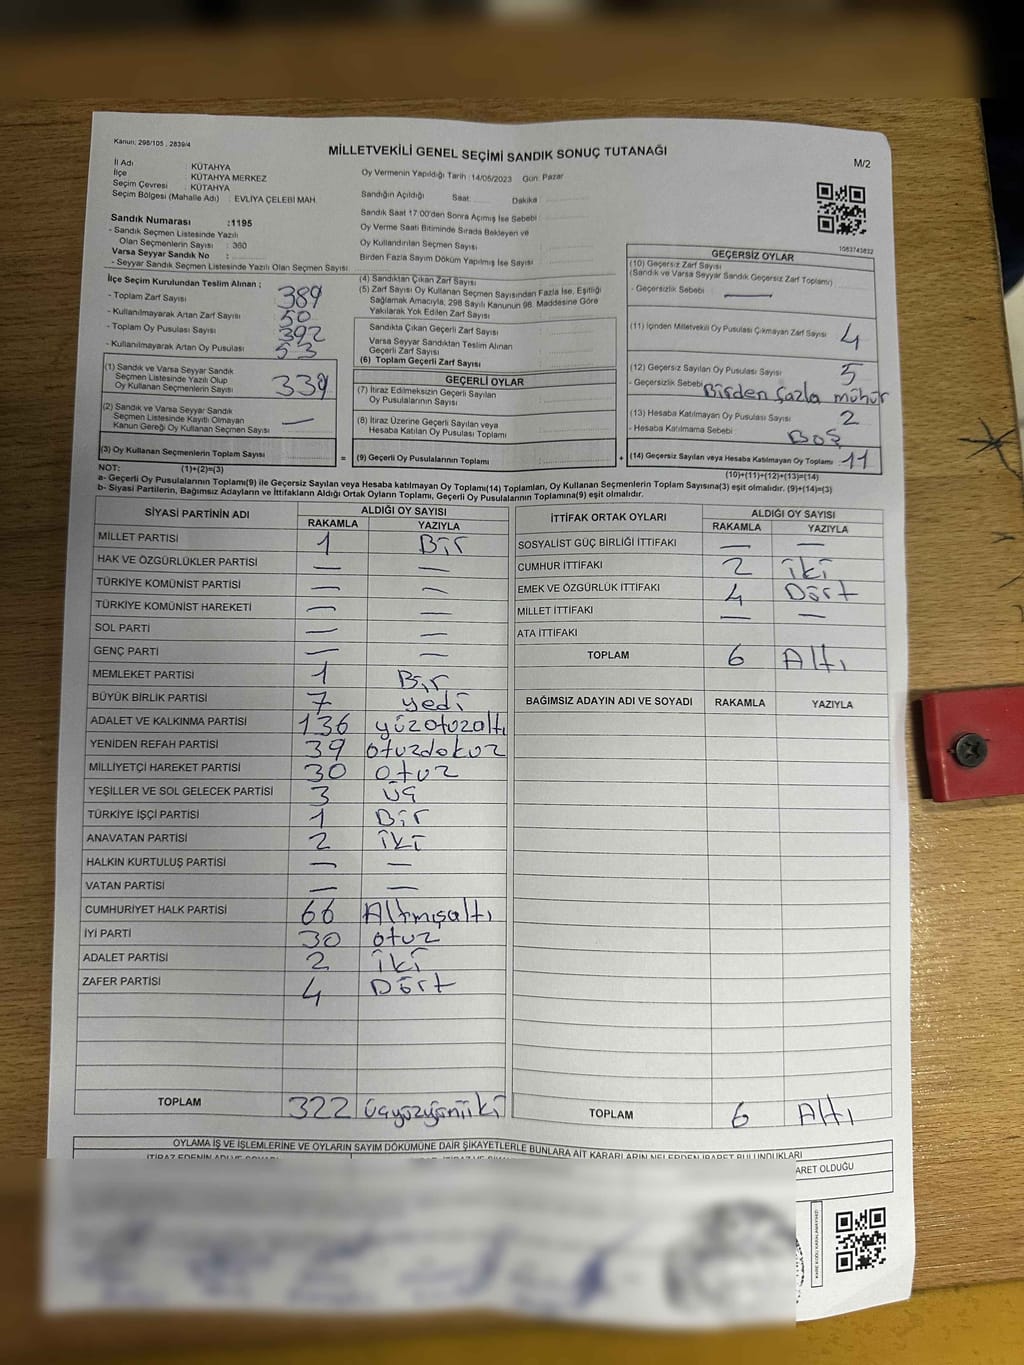 Kanun: 298/105 , 2839/4
MİLLETVEKİLİ GENEL SEÇİMİ SANDIK SONUÇ TUTANAĞI
M/2
İl Adı : KÜTAHYA
İlçe : KÜTAHYA MERKEZ
Seçim Çevresi : KÜTAHYA
Seçim Bölgesi (Mahalle Adı) : EVLİYA ÇELEBİ MAH.
Sandık Numarası :1195
- Sandık Seçmen Listesinde Yazılı
Olan Seçmenlerin Sayısı : 360
Varsa Seyyar Sandık No :
- Seyyar Sandık Seçmen Listesinde Yazılı Olan Seçmen Sayısı
Oy Vermenin Yapıldığı Tarih : 14/05/2023 Gün: Pazar
Sandığın Açıldığı Saat: Dakika
Sandık Saat 17.00'den Sonra Açımış İse Sebebi :
Oy Verme Saati Bitiminde Sırada Bekleyen ve
Oy Kullandırılan Seçmen Sayısı
Birden Fazla Sayım Döküm Yapılmış İse Sayısı
1083743832
İlçe Seçim Kurulundan Teslim Alınan ;
- Toplam Zarf Sayısı 389
- Kullanılmayarak Artan Zarf Sayısı 50
- Toplam Oy Pusulası Sayısı 392
- Kullanılmayarak Artan Oy Pusulası 53
(1) Sandık ve Varsa Seyyar Sandık
Seçmen Listesinde Yazılı Olup
Oy Kullanan Seçmenlerin Sayısı 339
(2) Sandık ve Varsa Seyyar Sandık
Seçmen Listesinde Kayıtlı Olmayan
Kanun Gereği Oy Kullanan Seçmen Sayısı —
(3) Oy Kullanan Seçmenlerin Toplam Sayısı
(4) Sandıktan Çıkan Zarf Sayısı
(5) Zarf Sayısı Oy Kullanan Seçmen Sayısından Fazla İse, Eşitliği
Sağlamak Amacıyla, 298 Sayılı Kanunun 98. Maddesine Göre
Yakılarak Yok Edilen Zarf Sayısı
Sandıkta Çıkan Geçerli Zarf Sayısı
Varsa Seyyar Sandıktan Teslim Alınan
Geçerli Zarf Sayısı
(6) Toplam Geçerli Zarf Sayısı
GEÇERLİ OYLAR
(7) İtiraz Edilmeksizin Geçerli Sayılan
Oy Pusulalarının Sayısı
(8) İtiraz Üzerine Geçerli Sayılan veya
Hesaba Katılan Oy Pusulası Toplamı
= (9) Geçerli Oy Pusulalarının Toplamı +
GEÇERSİZ OYLAR
(10) Geçersiz Zarf Sayısı
(Sandık ve Varsa Seyyar Sandık Geçersiz Zarf Toplamı)
- Geçersizlik Sebebi —
(11) İçinden Milletvekili Oy Pusulası Çıkmayan Zarf Sayısı 4
(12) Geçersiz Sayılan Oy Pusulası Sayısı 5
- Geçersizlik Sebebi Birden fazla mühür
(13) Hesaba Katılmayan Oy Pusulası Sayısı 2
- Hesaba Katılmama Sebebi Boş
(14) Geçersiz Sayılan veya Hesaba Katılmayan Oy Toplamı 11
NOT: (1)+(2)=(3) (10)+(11)+(12)+(13)=(14)
a- Geçerli Oy Pusulalarının Toplamı(9) ile Geçersiz Sayılan veya Hesaba katılmayan Oy Toplamı(14) Toplamları, Oy Kullanan Seçmenlerin Toplam Sayısına(3) eşit olmalıdır. (9)+(14)=(3)
b- Siyasi Partilerin, Bağımsız Adayların ve İttifakların Aldığı Ortak Oyların Toplamı, Geçerli Oy Pusulalarının Toplamına(9) eşit olmalıdır.
SİYASİ PARTİNİN ADI ALDIĞI OY SAYISI
RAKAMLA YAZIYLA
MİLLET PARTİSİ 1 Bir
HAK VE ÖZGÜRLÜKLER PARTİSİ — —
TÜRKİYE KOMÜNİST PARTİSİ — —
TÜRKİYE KOMÜNİST HAREKETİ — —
SOL PARTİ — —
GENÇ PARTİ — —
MEMLEKET PARTİSİ 1 Bir
BÜYÜK BİRLİK PARTİSİ 7 yedi
ADALET VE KALKINMA PARTİSİ 136 yüzotuzaltı
YENİDEN REFAH PARTİSİ 39 otuzdokuz
MİLLİYETÇİ HAREKET PARTİSİ 30 otuz
YEŞİLLER VE SOL GELECEK PARTİSİ 3 üç
TÜRKİYE İŞÇİ PARTİSİ 1 Bir
ANAVATAN PARTİSİ 2 iki
HALKIN KURTULUŞ PARTİSİ — —
VATAN PARTİSİ — —
CUMHURİYET HALK PARTİSİ 66 Altmışaltı
İYİ PARTİ 30 otuz
ADALET PARTİSİ 2 iki
ZAFER PARTİSİ 4 Dört
TOPLAM 322 üçyüzyirmiiki
İTTİFAK ORTAK OYLARI ALDIĞI OY SAYISI
RAKAMLA YAZIYLA
SOSYALİST GÜÇ BİRLİĞİ İTTİFAKI — —
CUMHUR İTTİFAKI 2 iki
EMEK VE ÖZGÜRLÜK İTTİFAKI 4 Dört
MİLLET İTTİFAKI — —
ATA İTTİFAKI
TOPLAM 6 Altı
BAĞIMSIZ ADAYIN ADI VE SOYADI RAKAMLA YAZIYLA
TOPLAM 6 Altı
OYLAMA İŞ VE İŞLEMLERİNE VE OYLARIN SAYIM DÖKÜMÜNE DAİR ŞİKAYETLERLE BUNLARA AİT KARARLARIN NELERDEN İBARET BULUNDUKLARI
ARET OLDUĞU